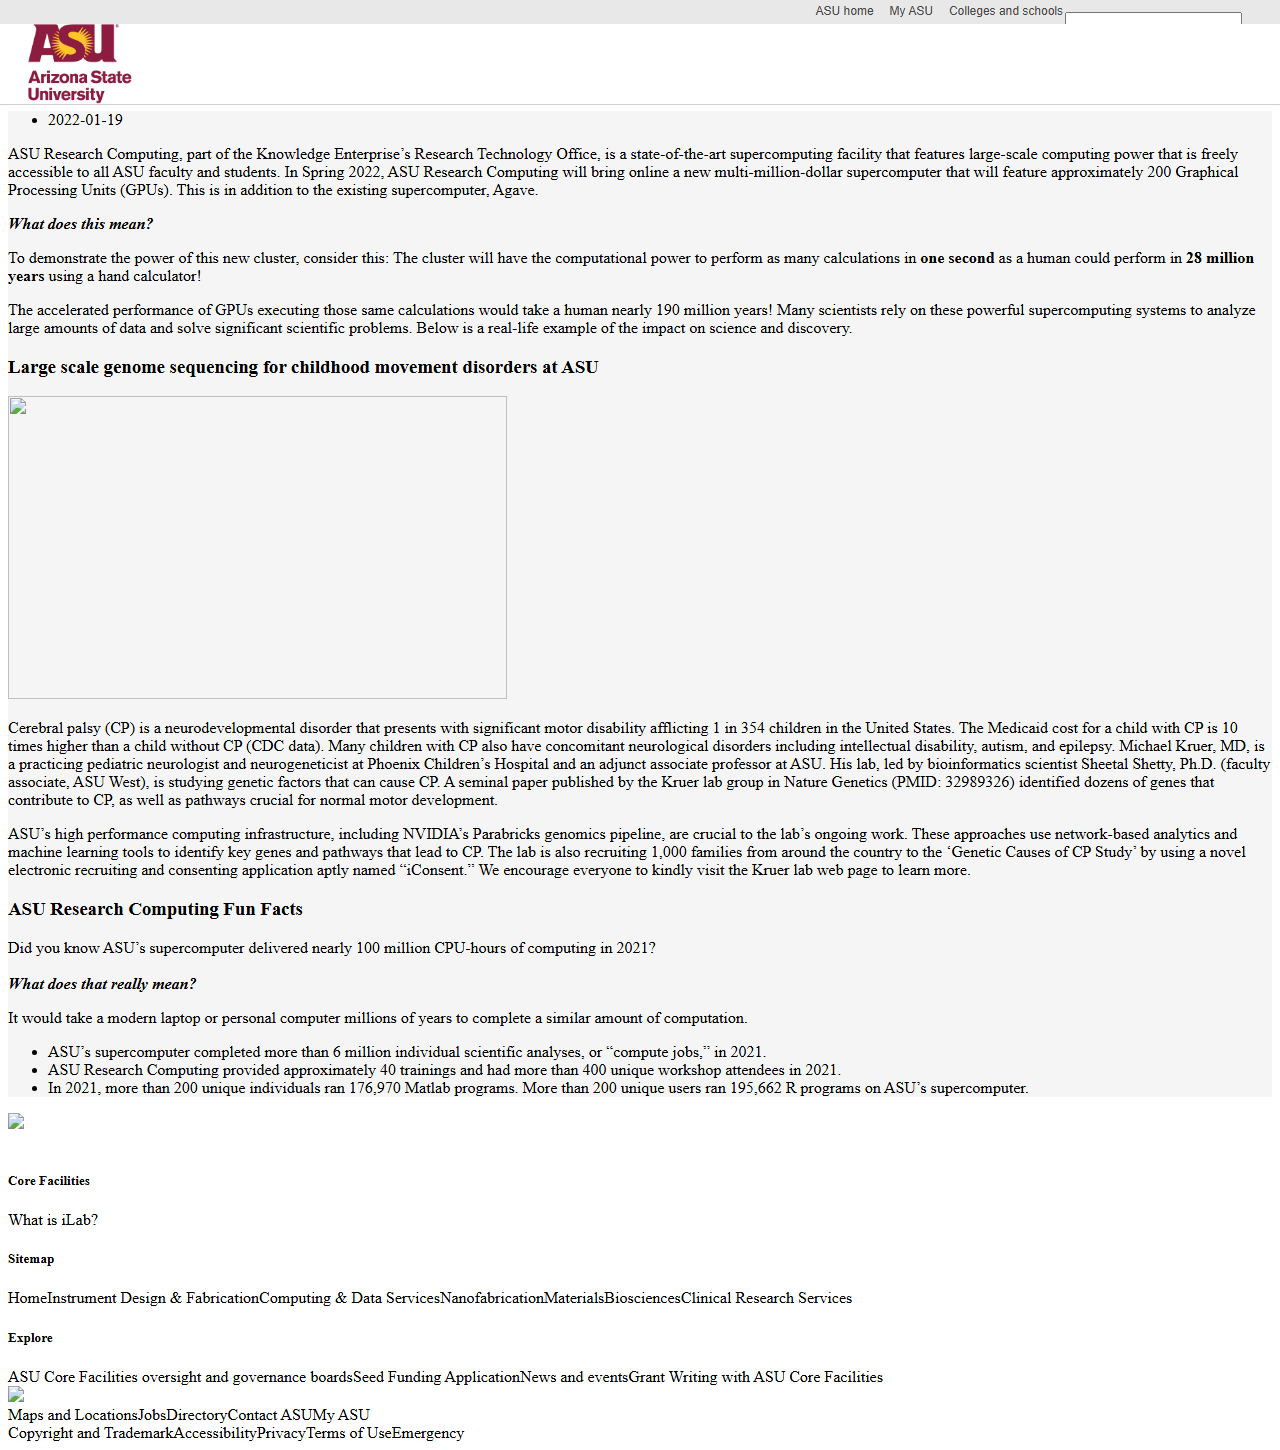 ASU home My ASU Colleges and schools
ASU
Arizona State
University
2022-01-19
ASU Research Computing, part of the Knowledge Enterprise’s Research Technology Office, is a state-of-the-art supercomputing facility that features large-scale computing power that is freely
accessible to all ASU faculty and students. In Spring 2022, ASU Research Computing will bring online a new multi-million-dollar supercomputer that will feature approximately 200 Graphical
Processing Units (GPUs). This is in addition to the existing supercomputer, Agave.
What does this mean?
To demonstrate the power of this new cluster, consider this: The cluster will have the computational power to perform as many calculations in one second as a human could perform in 28 million
years using a hand calculator!
The accelerated performance of GPUs executing those same calculations would take a human nearly 190 million years! Many scientists rely on these powerful supercomputing systems to analyze
large amounts of data and solve significant scientific problems. Below is a real-life example of the impact on science and discovery.
Large scale genome sequencing for childhood movement disorders at ASU
Cerebral palsy (CP) is a neurodevelopmental disorder that presents with significant motor disability afflicting 1 in 354 children in the United States. The Medicaid cost for a child with CP is 10
times higher than a child without CP (CDC data). Many children with CP also have concomitant neurological disorders including intellectual disability, autism, and epilepsy. Michael Kruer, MD, is
a practicing pediatric neurologist and neurogeneticist at Phoenix Children’s Hospital and an adjunct associate professor at ASU. His lab, led by bioinformatics scientist Sheetal Shetty, Ph.D. (faculty
associate, ASU West), is studying genetic factors that can cause CP. A seminal paper published by the Kruer lab group in Nature Genetics (PMID: 32989326) identified dozens of genes that
contribute to CP, as well as pathways crucial for normal motor development.
ASU’s high performance computing infrastructure, including NVIDIA’s Parabricks genomics pipeline, are crucial to the lab’s ongoing work. These approaches use network-based analytics and
machine learning tools to identify key genes and pathways that lead to CP. The lab is also recruiting 1,000 families from around the country to the ‘Genetic Causes of CP Study’ by using a novel
electronic recruiting and consenting application aptly named “iConsent.” We encourage everyone to kindly visit the Kruer lab web page to learn more.
ASU Research Computing Fun Facts
Did you know ASU’s supercomputer delivered nearly 100 million CPU-hours of computing in 2021?
What does that really mean?
It would take a modern laptop or personal computer millions of years to complete a similar amount of computation.
ASU’s supercomputer completed more than 6 million individual scientific analyses, or “compute jobs,” in 2021.
ASU Research Computing provided approximately 40 trainings and had more than 400 unique workshop attendees in 2021.
In 2021, more than 200 unique individuals ran 176,970 Matlab programs. More than 200 unique users ran 195,662 R programs on ASU’s supercomputer.
Core Facilities
What is iLab?
Sitemap
HomeInstrument Design & FabricationComputing & Data ServicesNanofabricationMaterialsBiosciencesClinical Research Services
Explore
ASU Core Facilities oversight and governance boardsSeed Funding ApplicationNews and eventsGrant Writing with ASU Core Facilities
Maps and LocationsJobsDirectoryContact ASUMy ASU
Copyright and TrademarkAccessibilityPrivacyTerms of UseEmergency